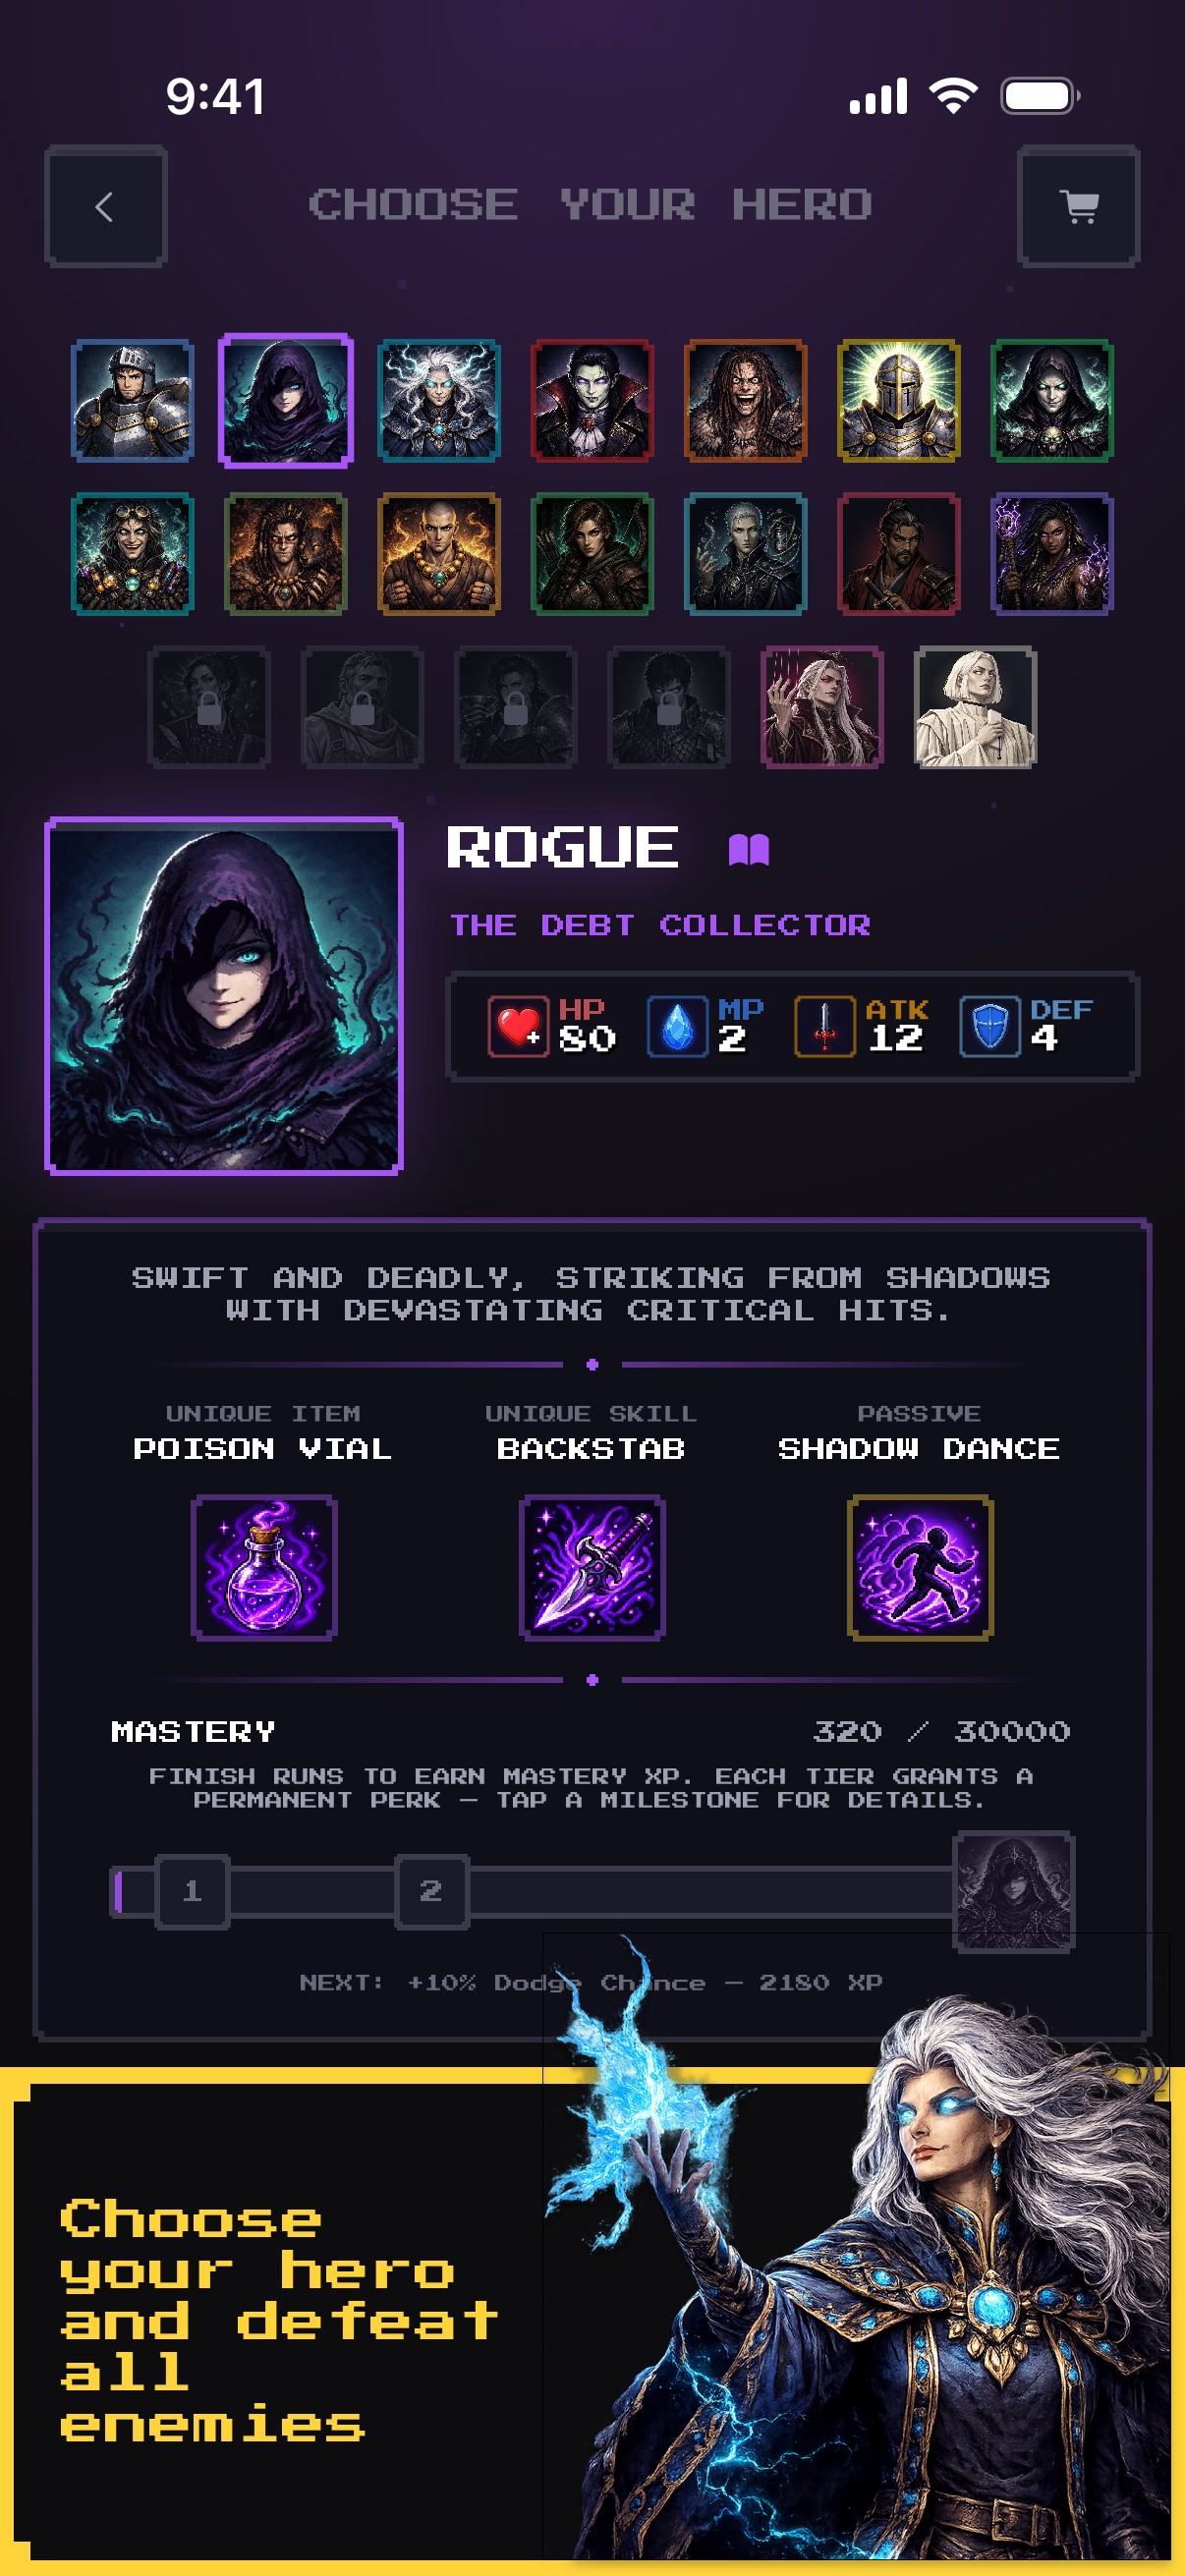 9:41
CHOOSE YOUR HERO
ROGUE
THE DEBT COLLECTOR
HP 80 MP 2 ATK 12 DEF 4
SWIFT AND DEADLY, STRIKING FROM SHADOWS
WITH DEVASTATING CRITICAL HITS.
UNIQUE ITEM UNIQUE SKILL PASSIVE
POISON VIAL BACKSTAB SHADOW DANCE
MASTERY 320 / 30000
FINISH RUNS TO EARN MASTERY XP. EACH TIER GRANTS A
PERMANENT PERK — TAP A MILESTONE FOR DETAILS.
1 2
NEXT: +10% Dodge Chance — 2180 XP
Choose
your hero
and defeat
all
enemies